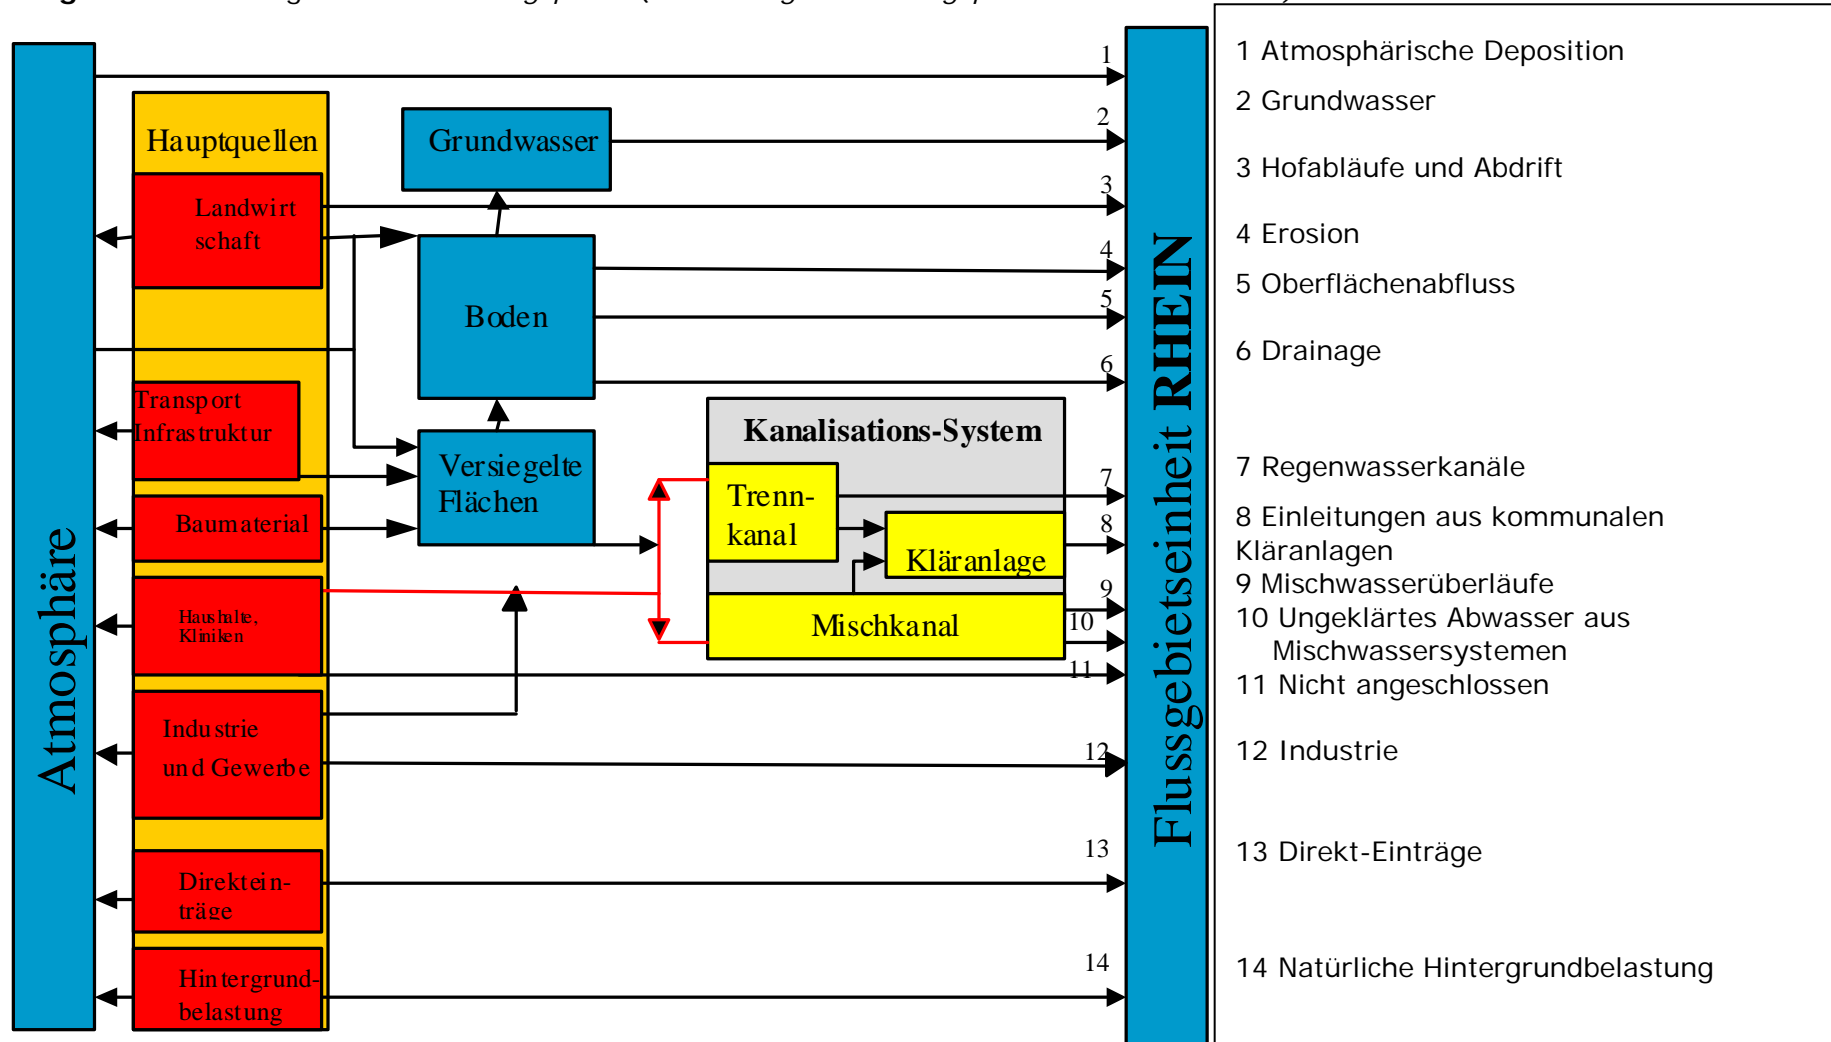 Atmosphäre
Hauptquellen
Landwirt
schaft
Transport
Infrastruktur
Baumaterial
Haushalte,
Kliniken
Industrie
und Gewerbe
Direktein-
träge
Hintergrund-
belastung
Grundwasser
Boden
Versiegelte
Flächen
Kanalisations-System
Trenn-
kanal
Kläranlage
Mischkanal
1
2
3
4
5
6
7
8
9
10
11
12
13
14
Flussgebietseinheit RHEIN
1 Atmosphärische Deposition
2 Grundwasser
3 Hofabläufe und Abdrift
4 Erosion
5 Oberflächenabfluss
6 Drainage
7 Regenwasserkanäle
8 Einleitungen aus kommunalen
Kläranlagen
9 Mischwasserüberläufe
10 Ungeklärtes Abwasser aus
Mischwassersystemen
11 Nicht angeschlossen
12 Industrie
13 Direkt-Einträge
14 Natürliche Hintergrundbelastung